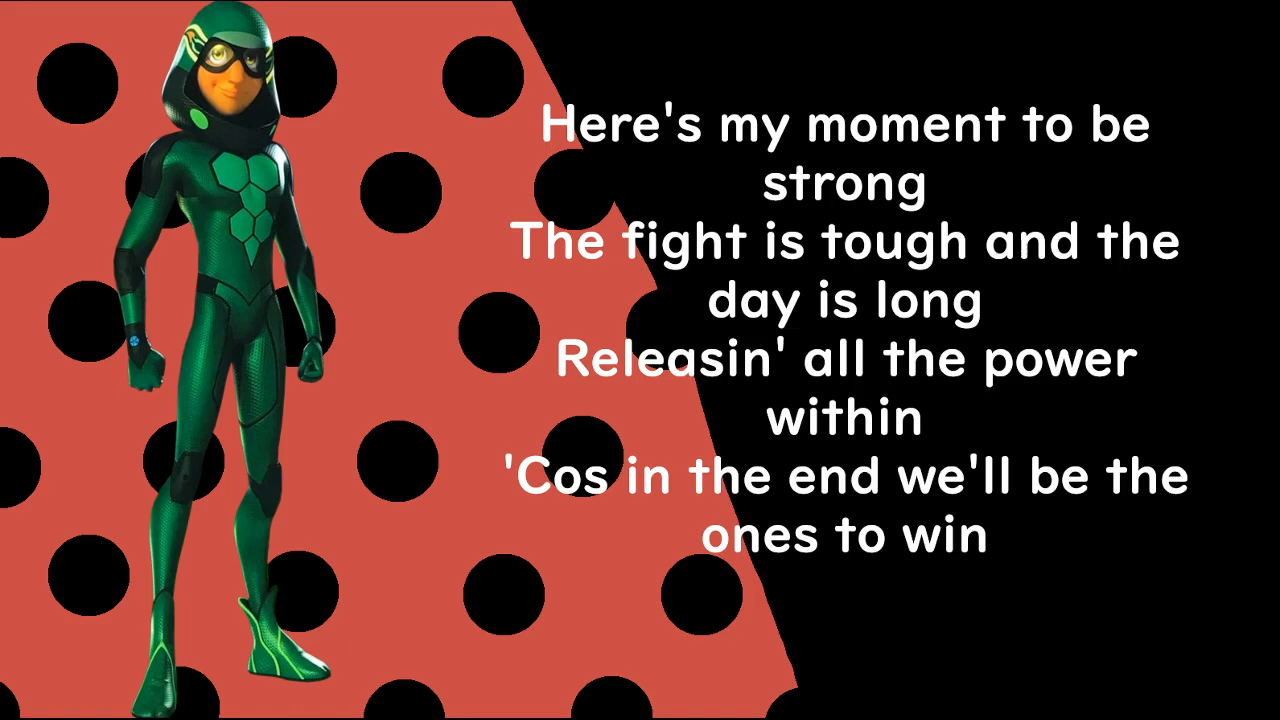 Here's my moment to be
strong
The fight is tough and the
day is long
Releasin' all the power
within
'Cos in the end we'll be the
ones to win